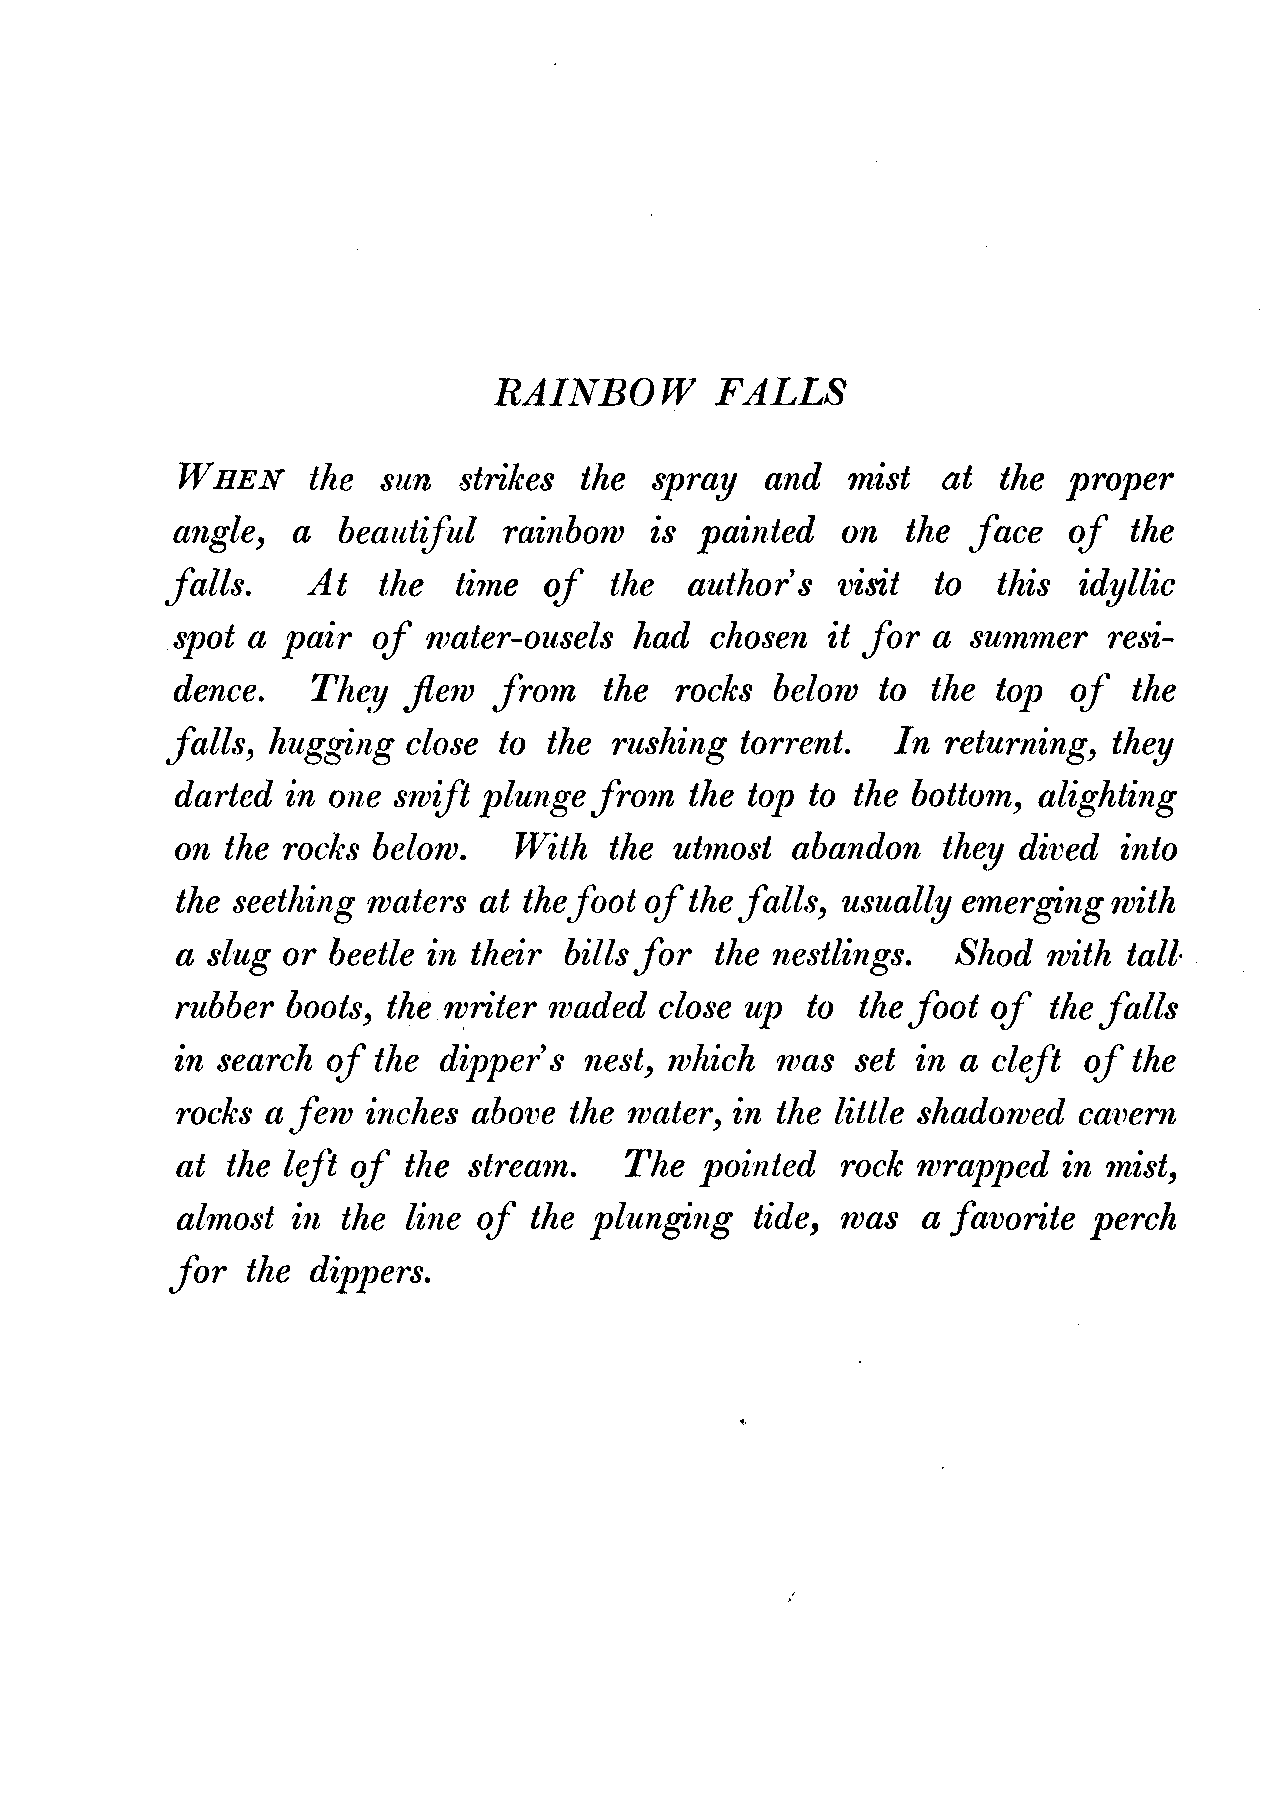 RAINBOW FALLS
WHEN the sun strikes the spray and mist at the proper
angle, a beautiful rainbow is painted on the face of the
falls. At the time of the author's visit to this idyllic
spot a pair of water-ousels had chosen it for a summer resi-
dence. They flew from the rocks below to the top of the
falls, hugging close to the rushing torrent. In returning, they
darted in one swift plunge from the top to the bottom, alighting
on the rocks below. With the utmost abandon they dived into
the seething waters at the foot of the falls, usually emerging with
a slug or beetle in their bills for the nestlings. Shod with tall
rubber boots, the writer waded close up to the foot of the falls
in search of the dipper's nest, which was set in a cleft of the
rocks a few inches above the water, in the little shadowed cavern
at the left of the stream. The pointed rock wrapped in mist,
almost in the line of the plunging tide, was a favorite perch
for the dippers.